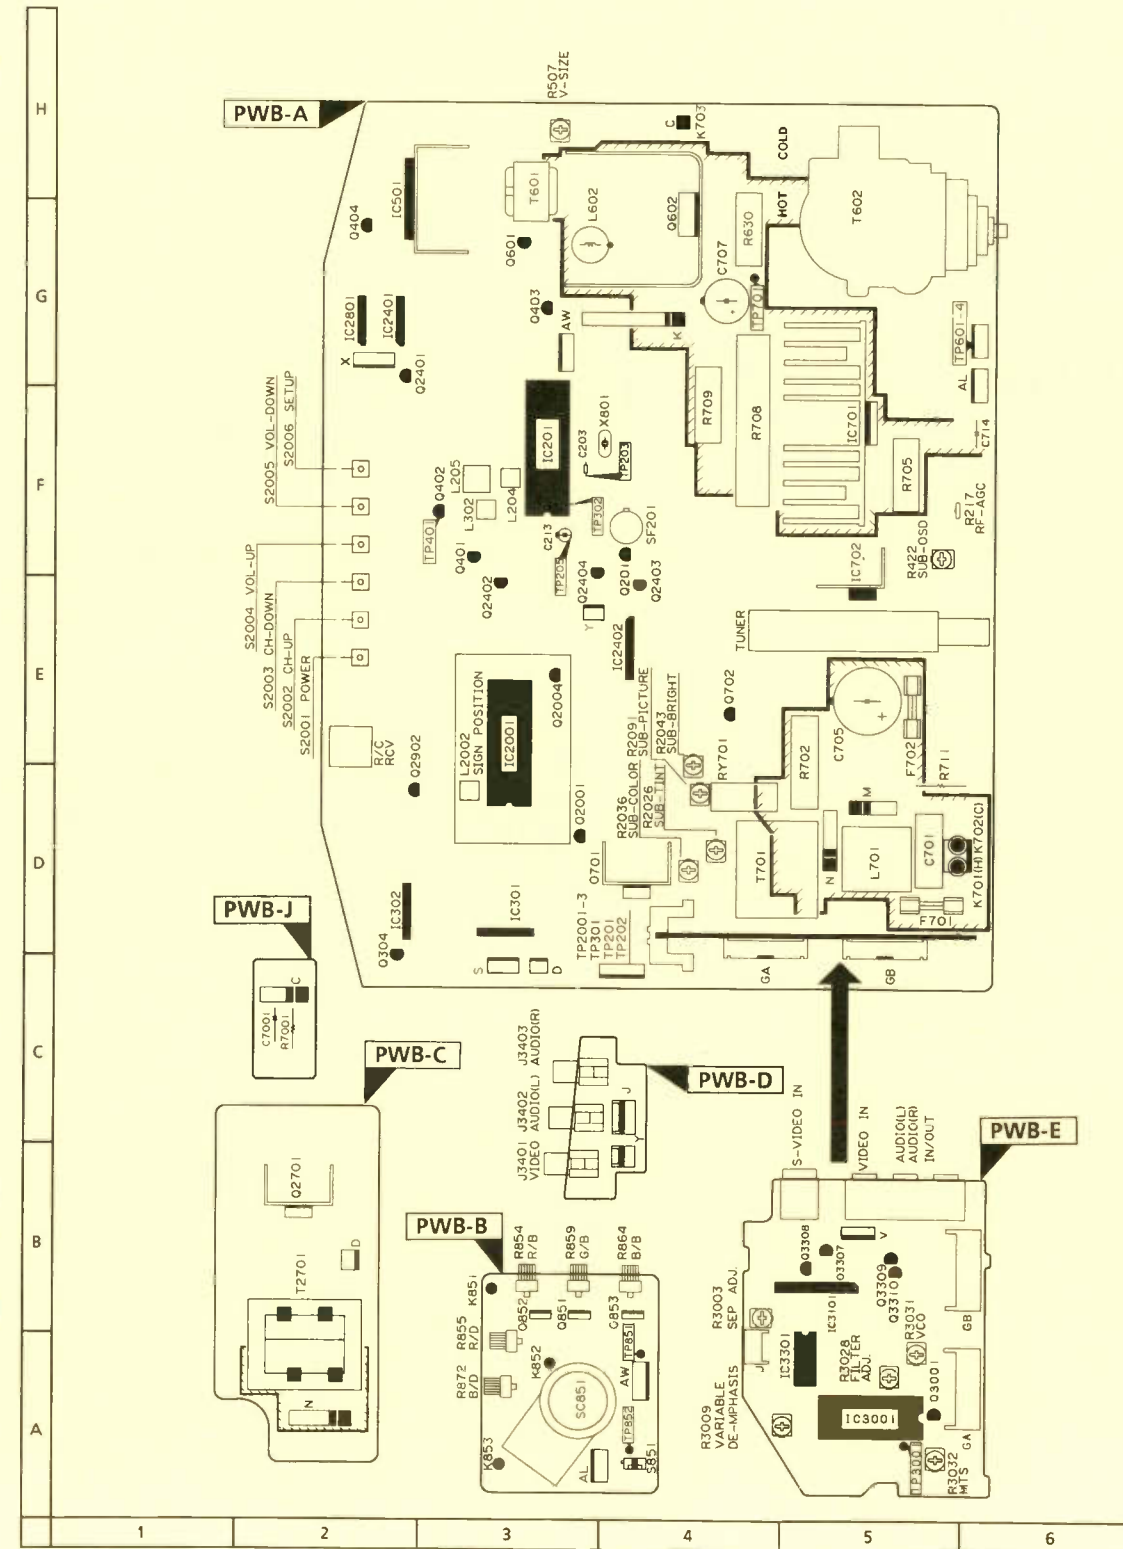 H
G
F
E
D
C
B
A
1
2
3
4
5
6
PWB-A
R507
V-SIZE
C
K703
COLD
HOT
T601
L602
Q602
R630
C707
TP701
T602
IC501
Q404
Q601
Q403
AW
K
IC2801
IC2401
X
Q2401
TP601-4
AL
C714
S2005 VOL-DOWN
S2006 SETUP
S2004 VOL-UP
S2003 CH-DOWN
S2002 CH-UP
S2001 POWER
R/C
RCV
Q402
TP401
L205
L302
L204
IC201
C203
X801
TP203
TP302
SF201
C213
TP205
Q401
Q2402
Q2404
Q201
Q2403
R709
R708
IC701
R705
R217
RF-AGC
R422
SUB-OSD
IC702
TUNER
Y
IC2402
L2002
SIGN POSITION
IC2001
Q2004
Q2001
Q2902
R2091
SUB-PICTURE
R2043
SUB-BRIGHT
R2036
SUB-COLOR
R2026
SUB-TINT
Q702
RY701
R702
C705
F702
R711
M
N
T701
L701
C701
F701
K701(H)
K702(C)
Q701
IC302
Q304
IC301
S
D
TP2001-3
TP301
TP201
TP202
GA
GB
PWB-J
C7001
R7001
C
PWB-C
Q2701
D
T2701
N
PWB-D
J3401
VIDEO
J3402
AUDIO(L)
J3403
AUDIO(R)
J
Y
PWB-B
R854
R/B
R859
G/B
R864
B/B
K851
Q852
Q851
Q853
R855
R/D
R872
B/D
K852
TP851
AW
SC851
TP852
K853
AL
S851
PWB-E
S-VIDEO IN
VIDEO IN
AUDIO(L)
AUDIO(R)
IN/OUT
Q3308
Q3307
V
Q3309
Q3310
IC3101
R3003
SEP ADJ.
J
IC3301
R3028
FILTER
ADJ.
R3031
VCO
GB
R3009
VARIABLE
DE-MPHASIS
IC3001
Q3001
GA
TP3001
R3032
MTS